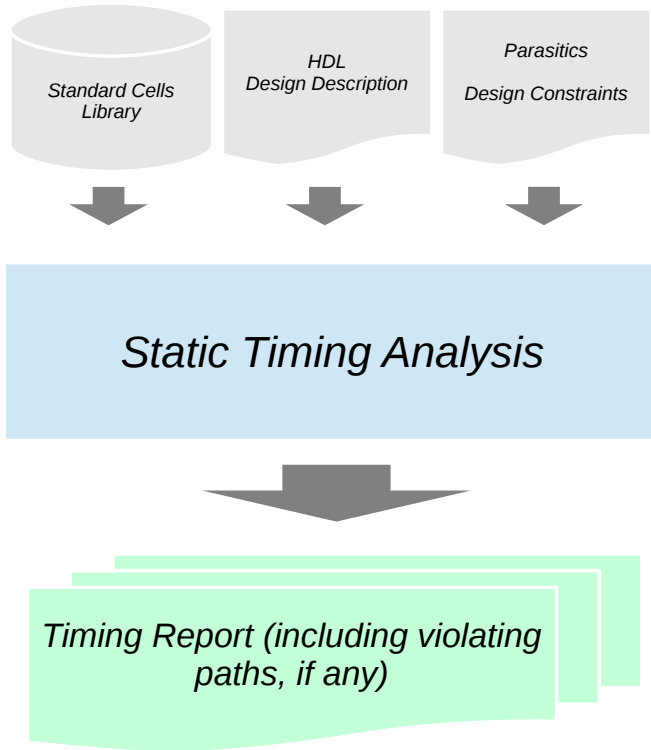 Standard Cells
Library
HDL
Design Description
Parasitics
Design Constraints
Static Timing Analysis
Timing Report (including violating
paths, if any)